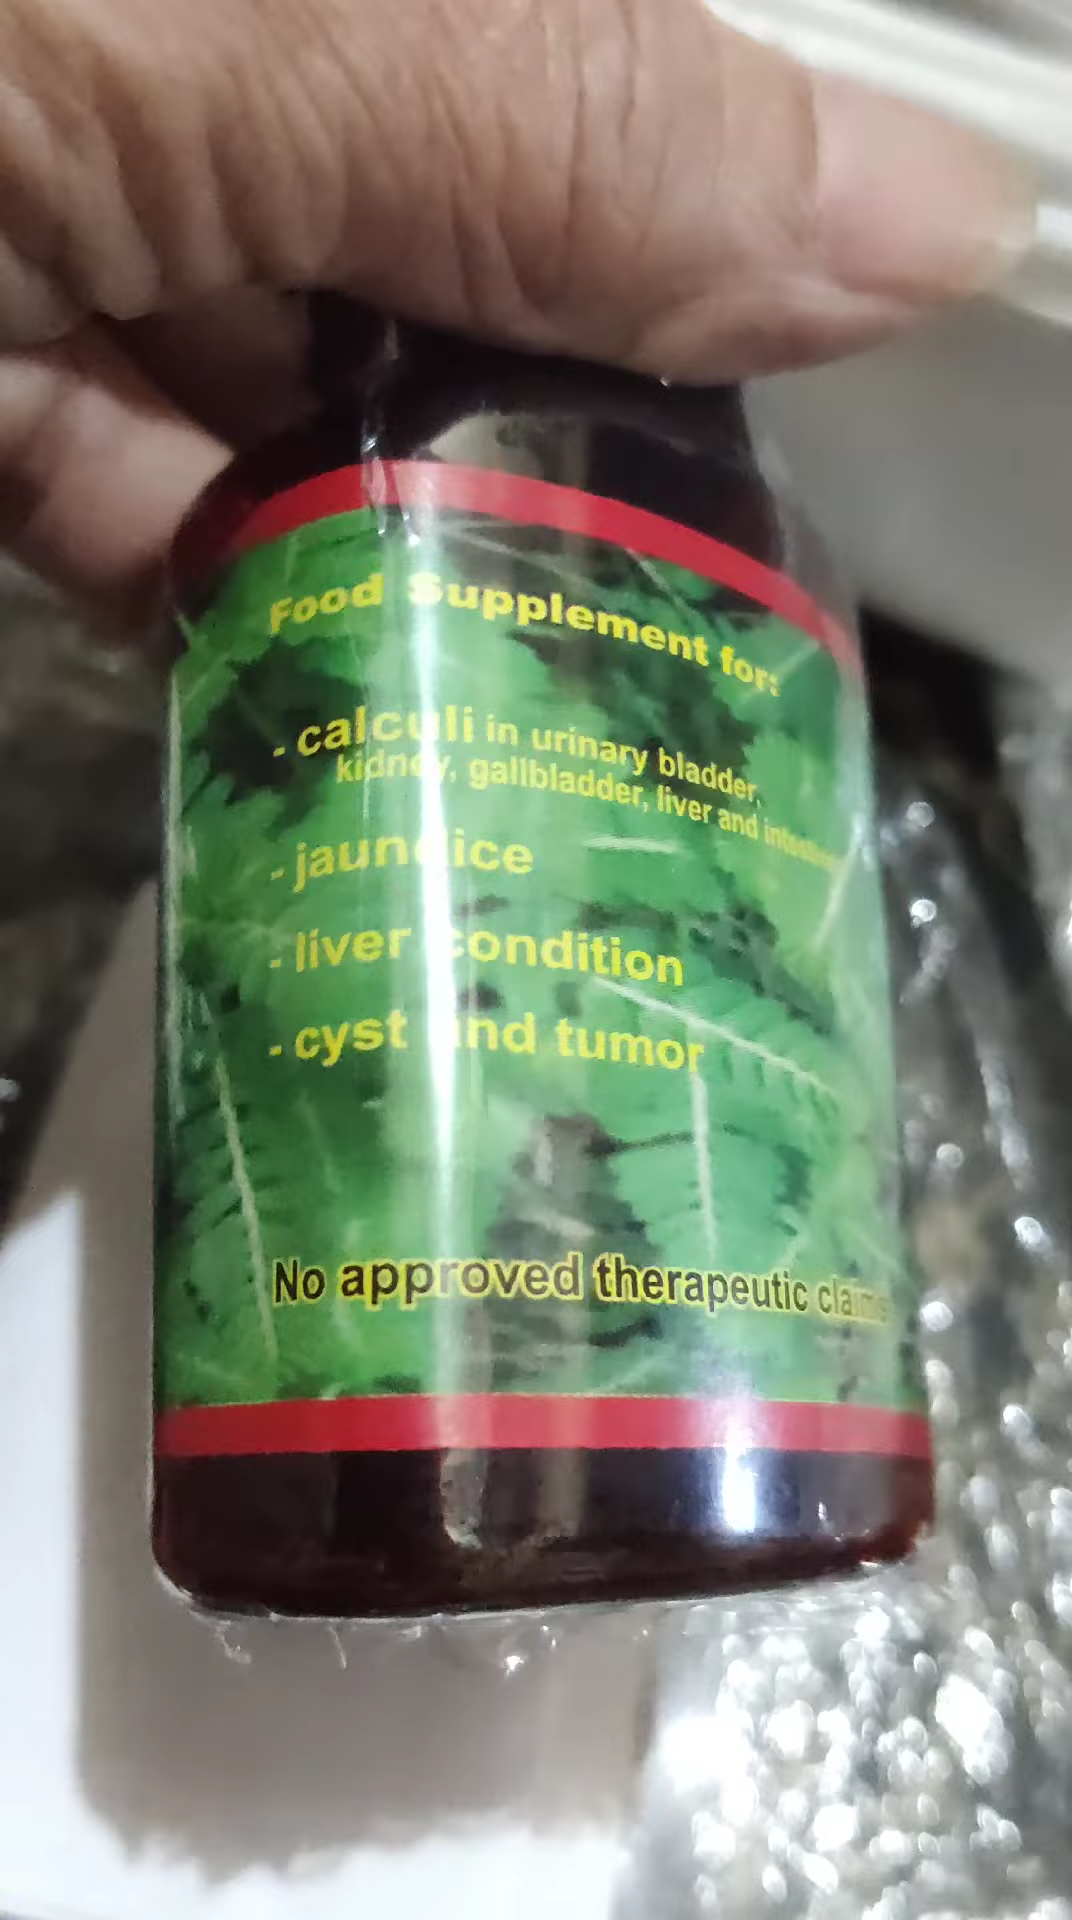 Food Supplement for:
- calculi in urinary bladder,
kidney, gallbladder, liver and
- jaundice
- liver condition
- cyst and tumor
No approved therapeutic claims